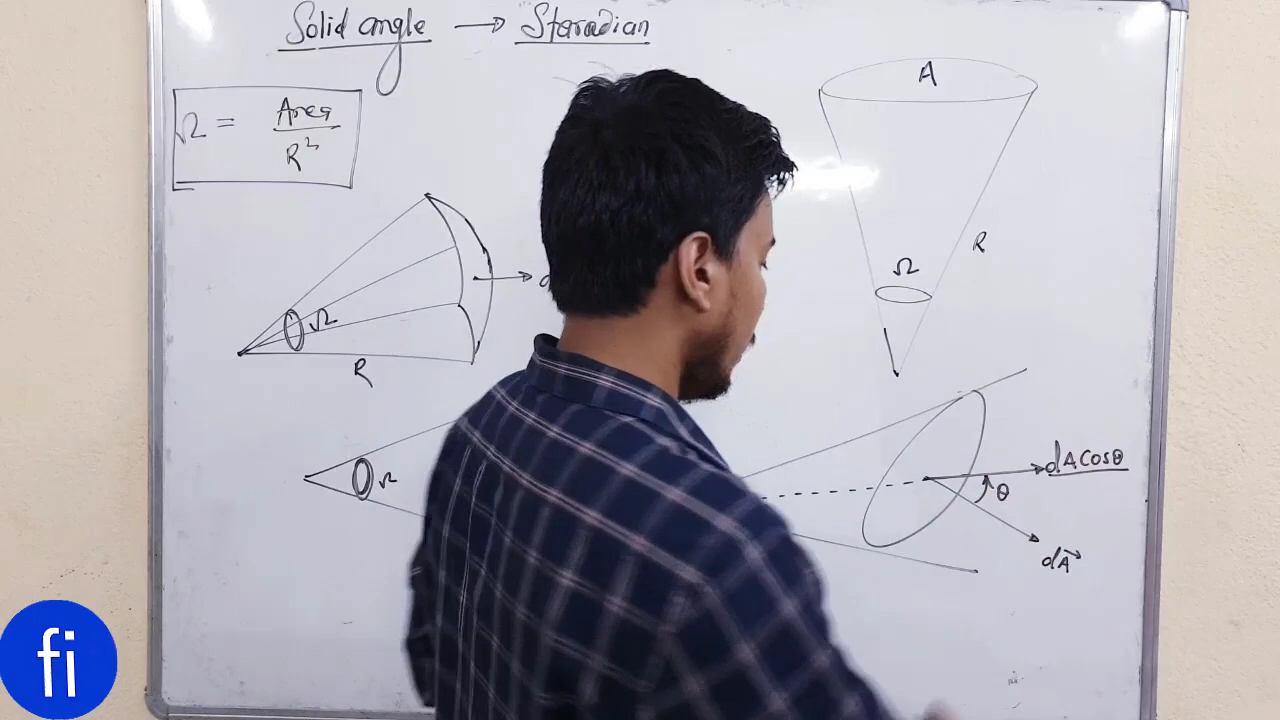 Solid angle → Steradian
Ω = Area / R²
A
R
Ω
Ω
R
Ω
dA Cosθ
θ
dA⃗
fi